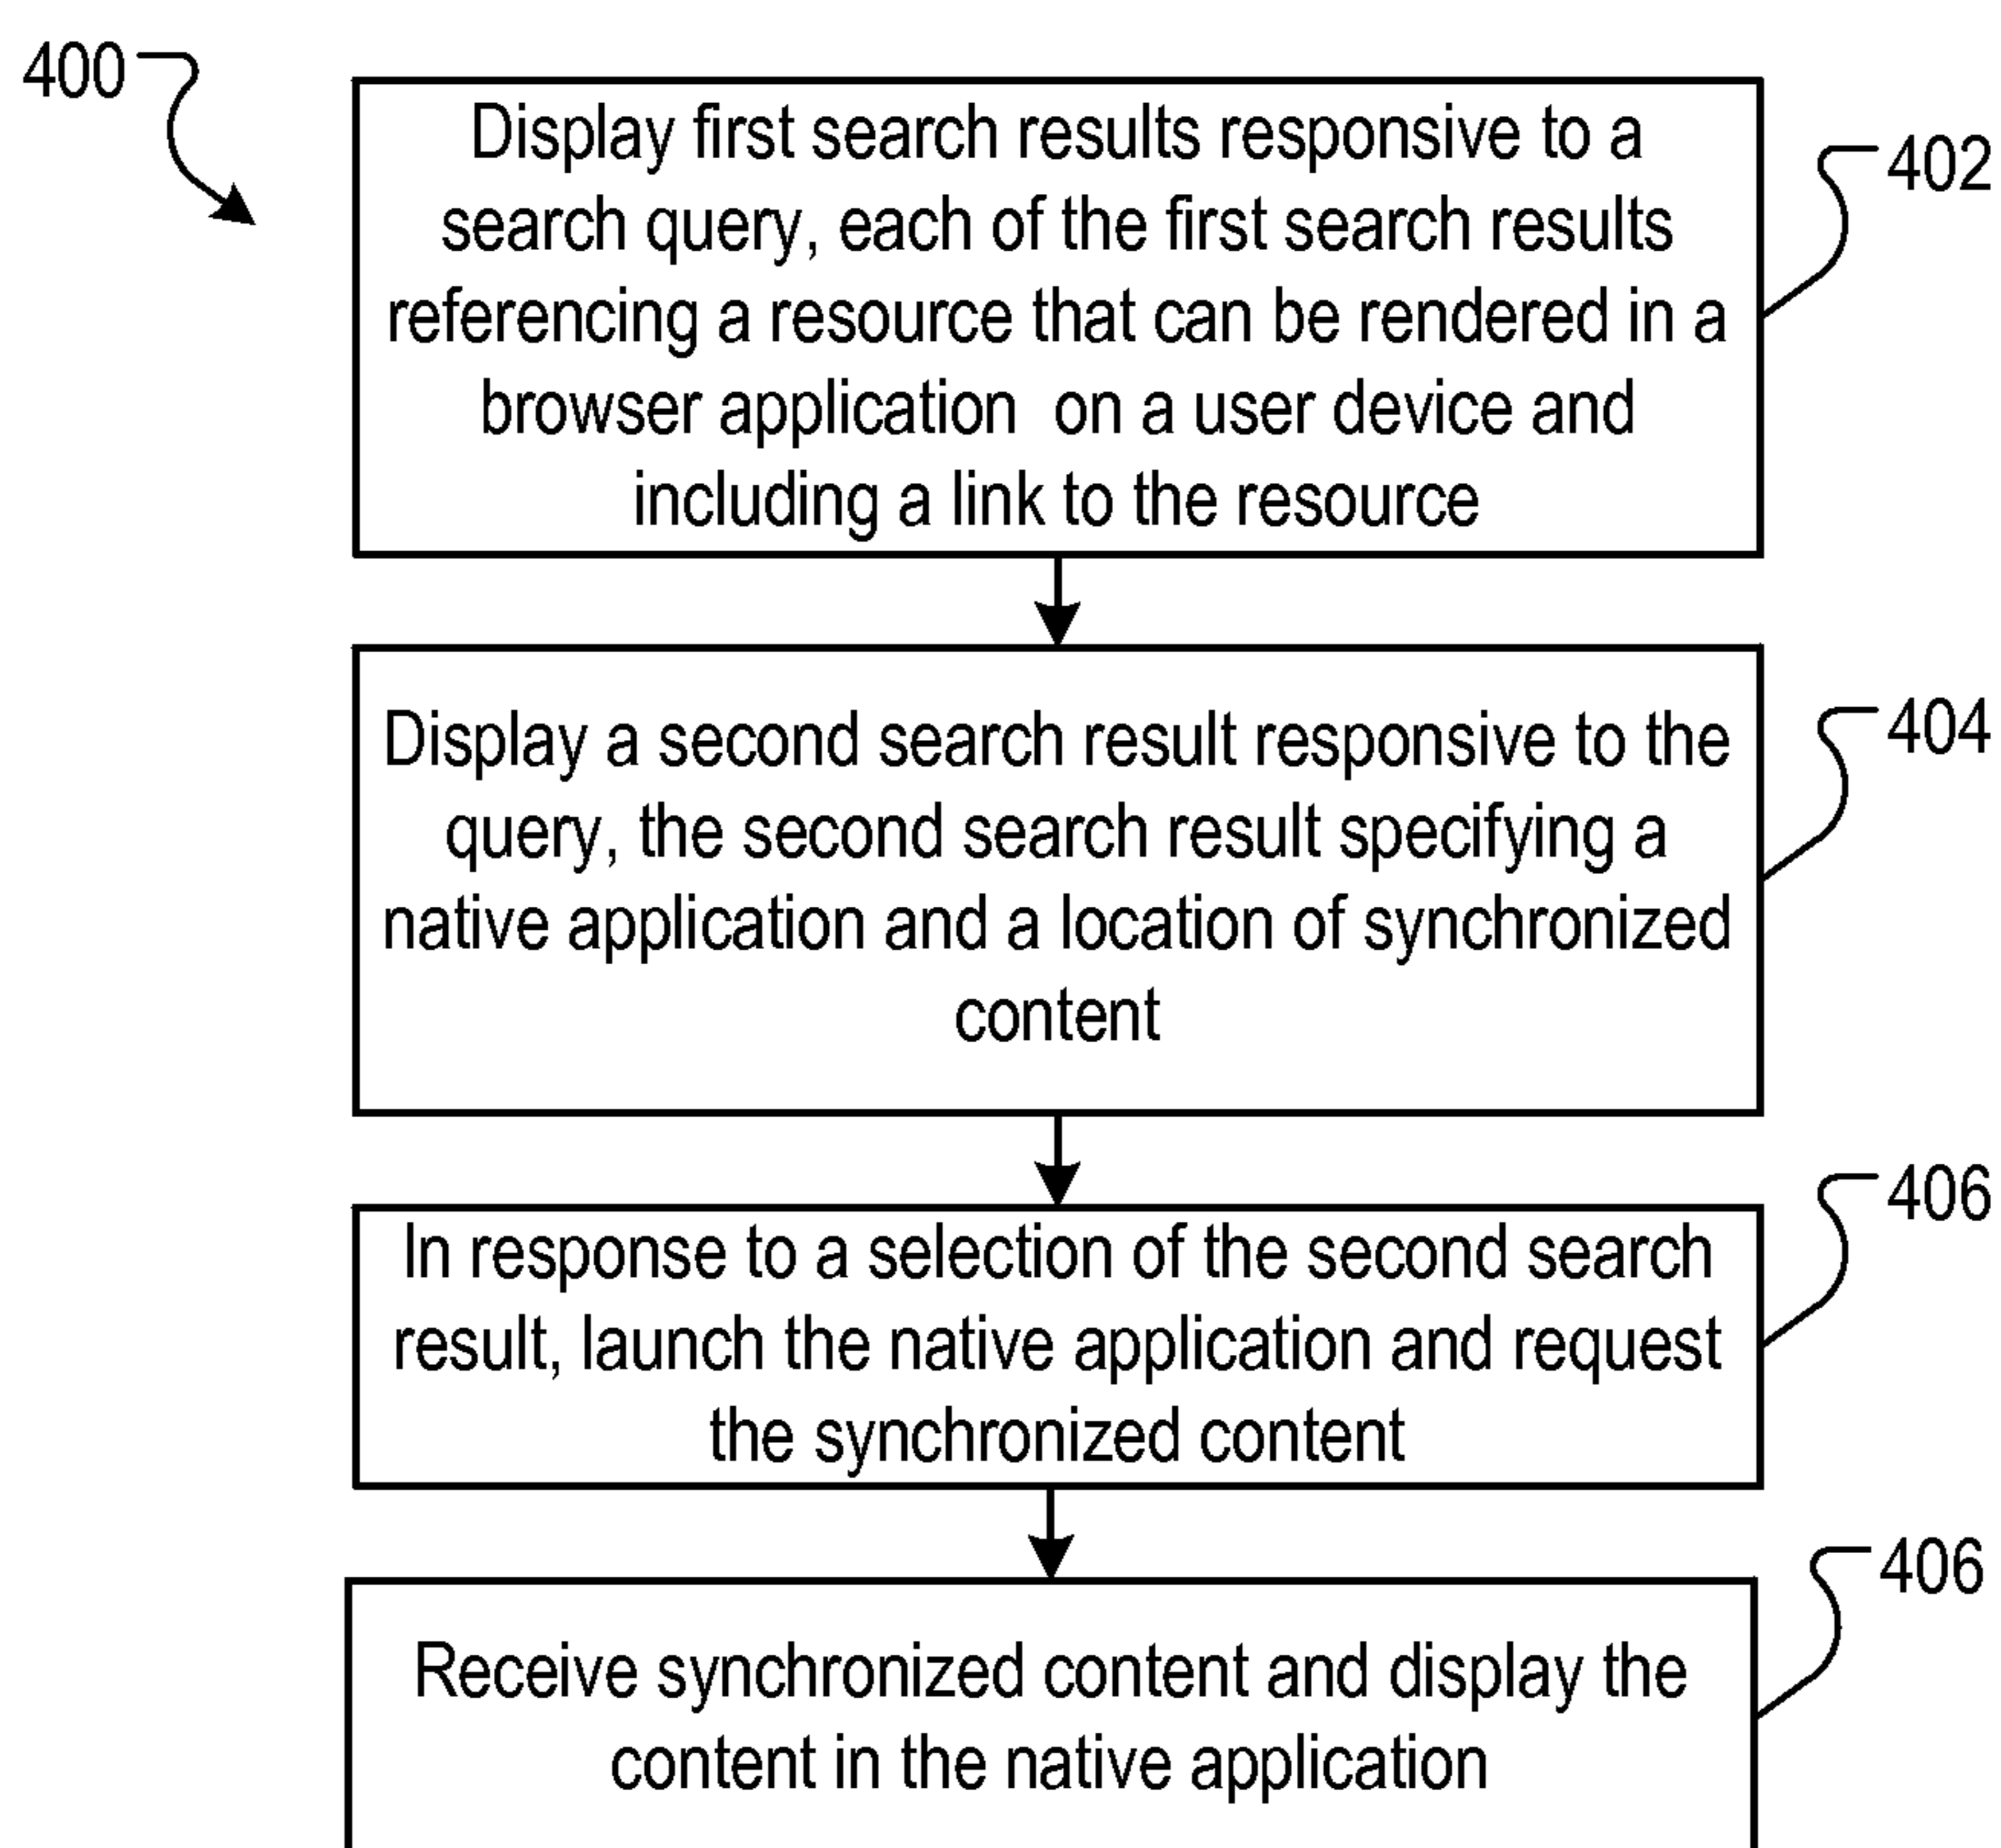 400
Display first search results responsive to a
402
search query, each of the first search results
referencing a resource that can be rendered in a
browser application on a user device and
including a link to the resource
Display a second search result responsive to the
404
query, the second search result specifying a
native application and a location of synchronized
content
In response to a selection of the second search
406
result, launch the native application and request
the synchronized content
406
Receive synchronized content and display the
content in the native application